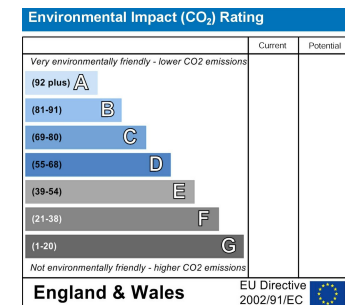 Environmental Impact (CO₂) Rating
Current Potential
Very environmentally friendly - lower CO2 emissions
(92 plus) A
(81-91) B
(69-80) C
(55-68) D
(39-54) E
(21-38) F
(1-20) G
Not environmentally friendly - higher CO2 emissions
England & Wales
EU Directive
2002/91/EC